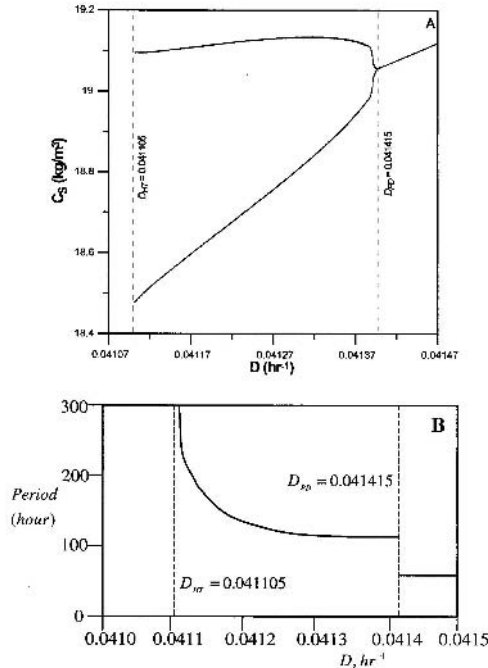 A
19.2
19
18.8
18.6
18.4
C_S (kg/m³)
D_HT=0.041105
D_PD=0.041415
0.04107 0.04117 0.04127 0.04137 0.04147
D (hr⁻¹)
B
300
200
100
0
Period
(hour)
D_PD = 0.041415
D_HT = 0.041105
0.0410 0.0411 0.0412 0.0413 0.0414 0.0415
D, hr⁻¹